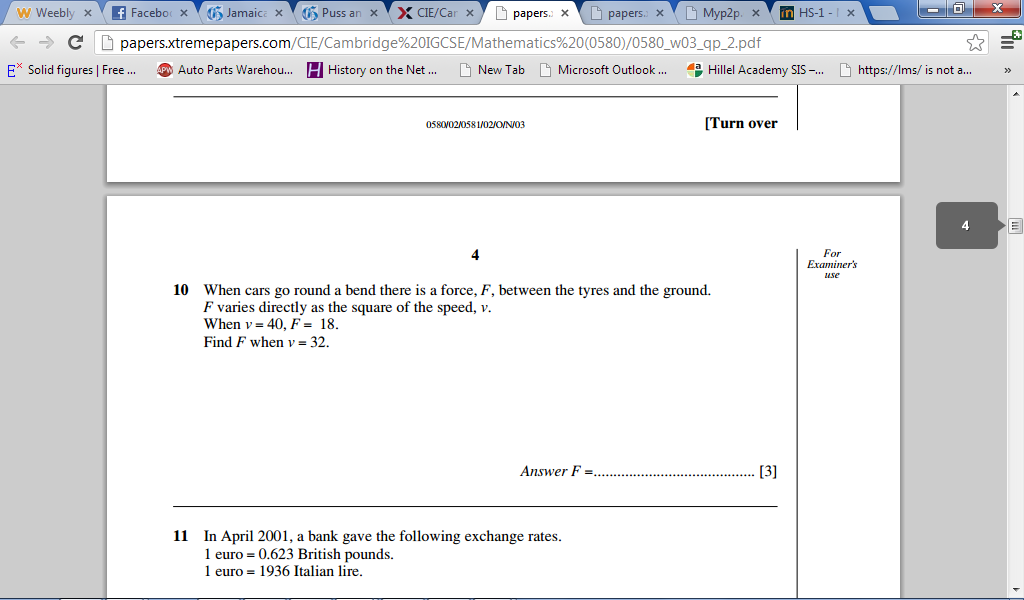 Weebly
Facebo
Jamaica
Puss an
CIE/Car
papers.
papers.
Myp2p.
HS-1 -
papers.xtremepapers.com/CIE/Cambridge%20IGCSE/Mathematics%20(0580)/0580_w03_qp_2.pdf
Solid figures | Free ...
APW Auto Parts Warehou...
H History on the Net ...
New Tab
Microsoft Outlook ...
Hillel Academy SIS –...
https://lms/ is not a...
»
0580/02/0581/02/O/N/03
[Turn over
4
4
For
Examiner's
use
10 When cars go round a bend there is a force, F, between the tyres and the ground.
F varies directly as the square of the speed, v.
When v = 40, F = 18.
Find F when v = 32.
Answer F =........................................ [3]
11 In April 2001, a bank gave the following exchange rates.
1 euro = 0.623 British pounds.
1 euro = 1936 Italian lire.